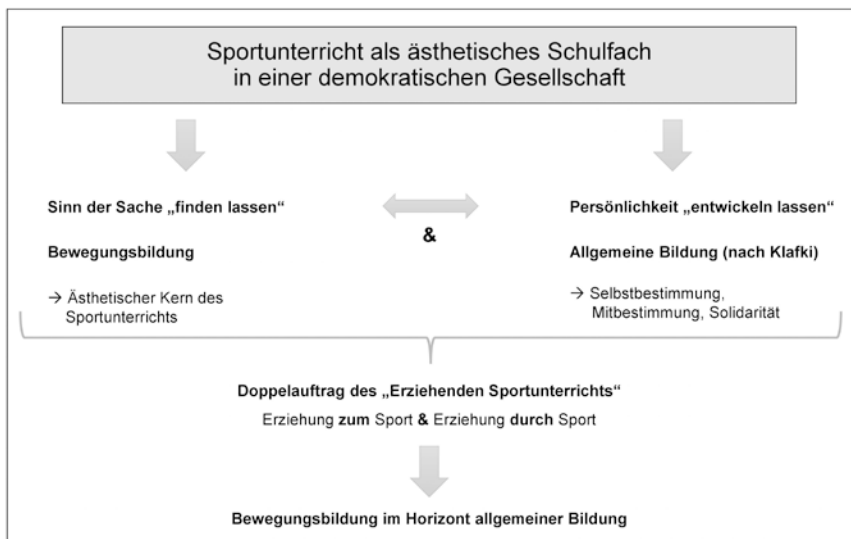 Sportunterricht als ästhetisches Schulfach
in einer demokratischen Gesellschaft
Sinn der Sache „finden lassen“
&
Persönlichkeit „entwickeln lassen“
Bewegungsbildung
Allgemeine Bildung (nach Klafki)
→ Ästhetischer Kern des
Sportunterrichts
→ Selbstbestimmung,
Mitbestimmung, Solidarität
Doppelauftrag des „Erziehenden Sportunterrichts“
Erziehung zum Sport & Erziehung durch Sport
Bewegungsbildung im Horizont allgemeiner Bildung